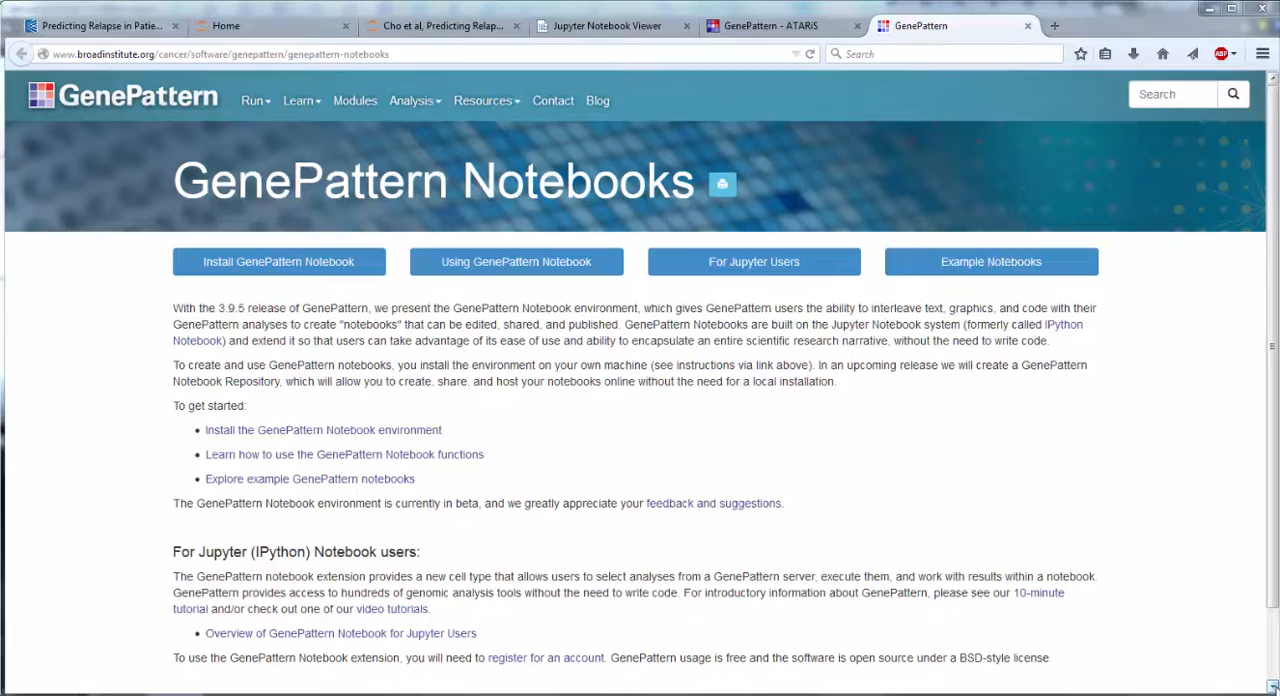 Predicting Relapse in Patie...
Home
Cho et al, Predicting Relap...
Jupyter Notebook Viewer
GenePattern - ATARiS
GenePattern
www.broadinstitute.org/cancer/software/genepattern/genepattern-notebooks
Search
ABP
GenePattern
Run
Learn
Modules
Analysis
Resources
Contact
Blog
Search
GenePattern Notebooks
Install GenePattern Notebook
Using GenePattern Notebook
For Jupyter Users
Example Notebooks
With the 3.9.5 release of GenePattern, we present the GenePattern Notebook environment, which gives GenePattern users the ability to interleave text, graphics, and code with their
GenePattern analyses to create "notebooks" that can be edited, shared, and published. GenePattern Notebooks are built on the Jupyter Notebook system (formerly called IPython
Notebook) and extend it so that users can take advantage of its ease of use and ability to encapsulate an entire scientific research narrative, without the need to write code.
To create and use GenePattern notebooks, you install the environment on your own machine (see instructions via link above). In an upcoming release we will create a GenePattern
Notebook Repository, which will allow you to create, share, and host your notebooks online without the need for a local installation.
To get started:
• Install the GenePattern Notebook environment
• Learn how to use the GenePattern Notebook functions
• Explore example GenePattern notebooks
The GenePattern Notebook environment is currently in beta, and we greatly appreciate your feedback and suggestions.
For Jupyter (IPython) Notebook users:
The GenePattern notebook extension provides a new cell type that allows users to select analyses from a GenePattern server, execute them, and work with results within a notebook.
GenePattern provides access to hundreds of genomic analysis tools without the need to write code. For introductory information about GenePattern, please see our 10-minute
tutorial and/or check out one of our video tutorials.
• Overview of GenePattern Notebook for Jupyter Users
To use the GenePattern Notebook extension, you will need to register for an account. GenePattern usage is free and the software is open source under a BSD-style license